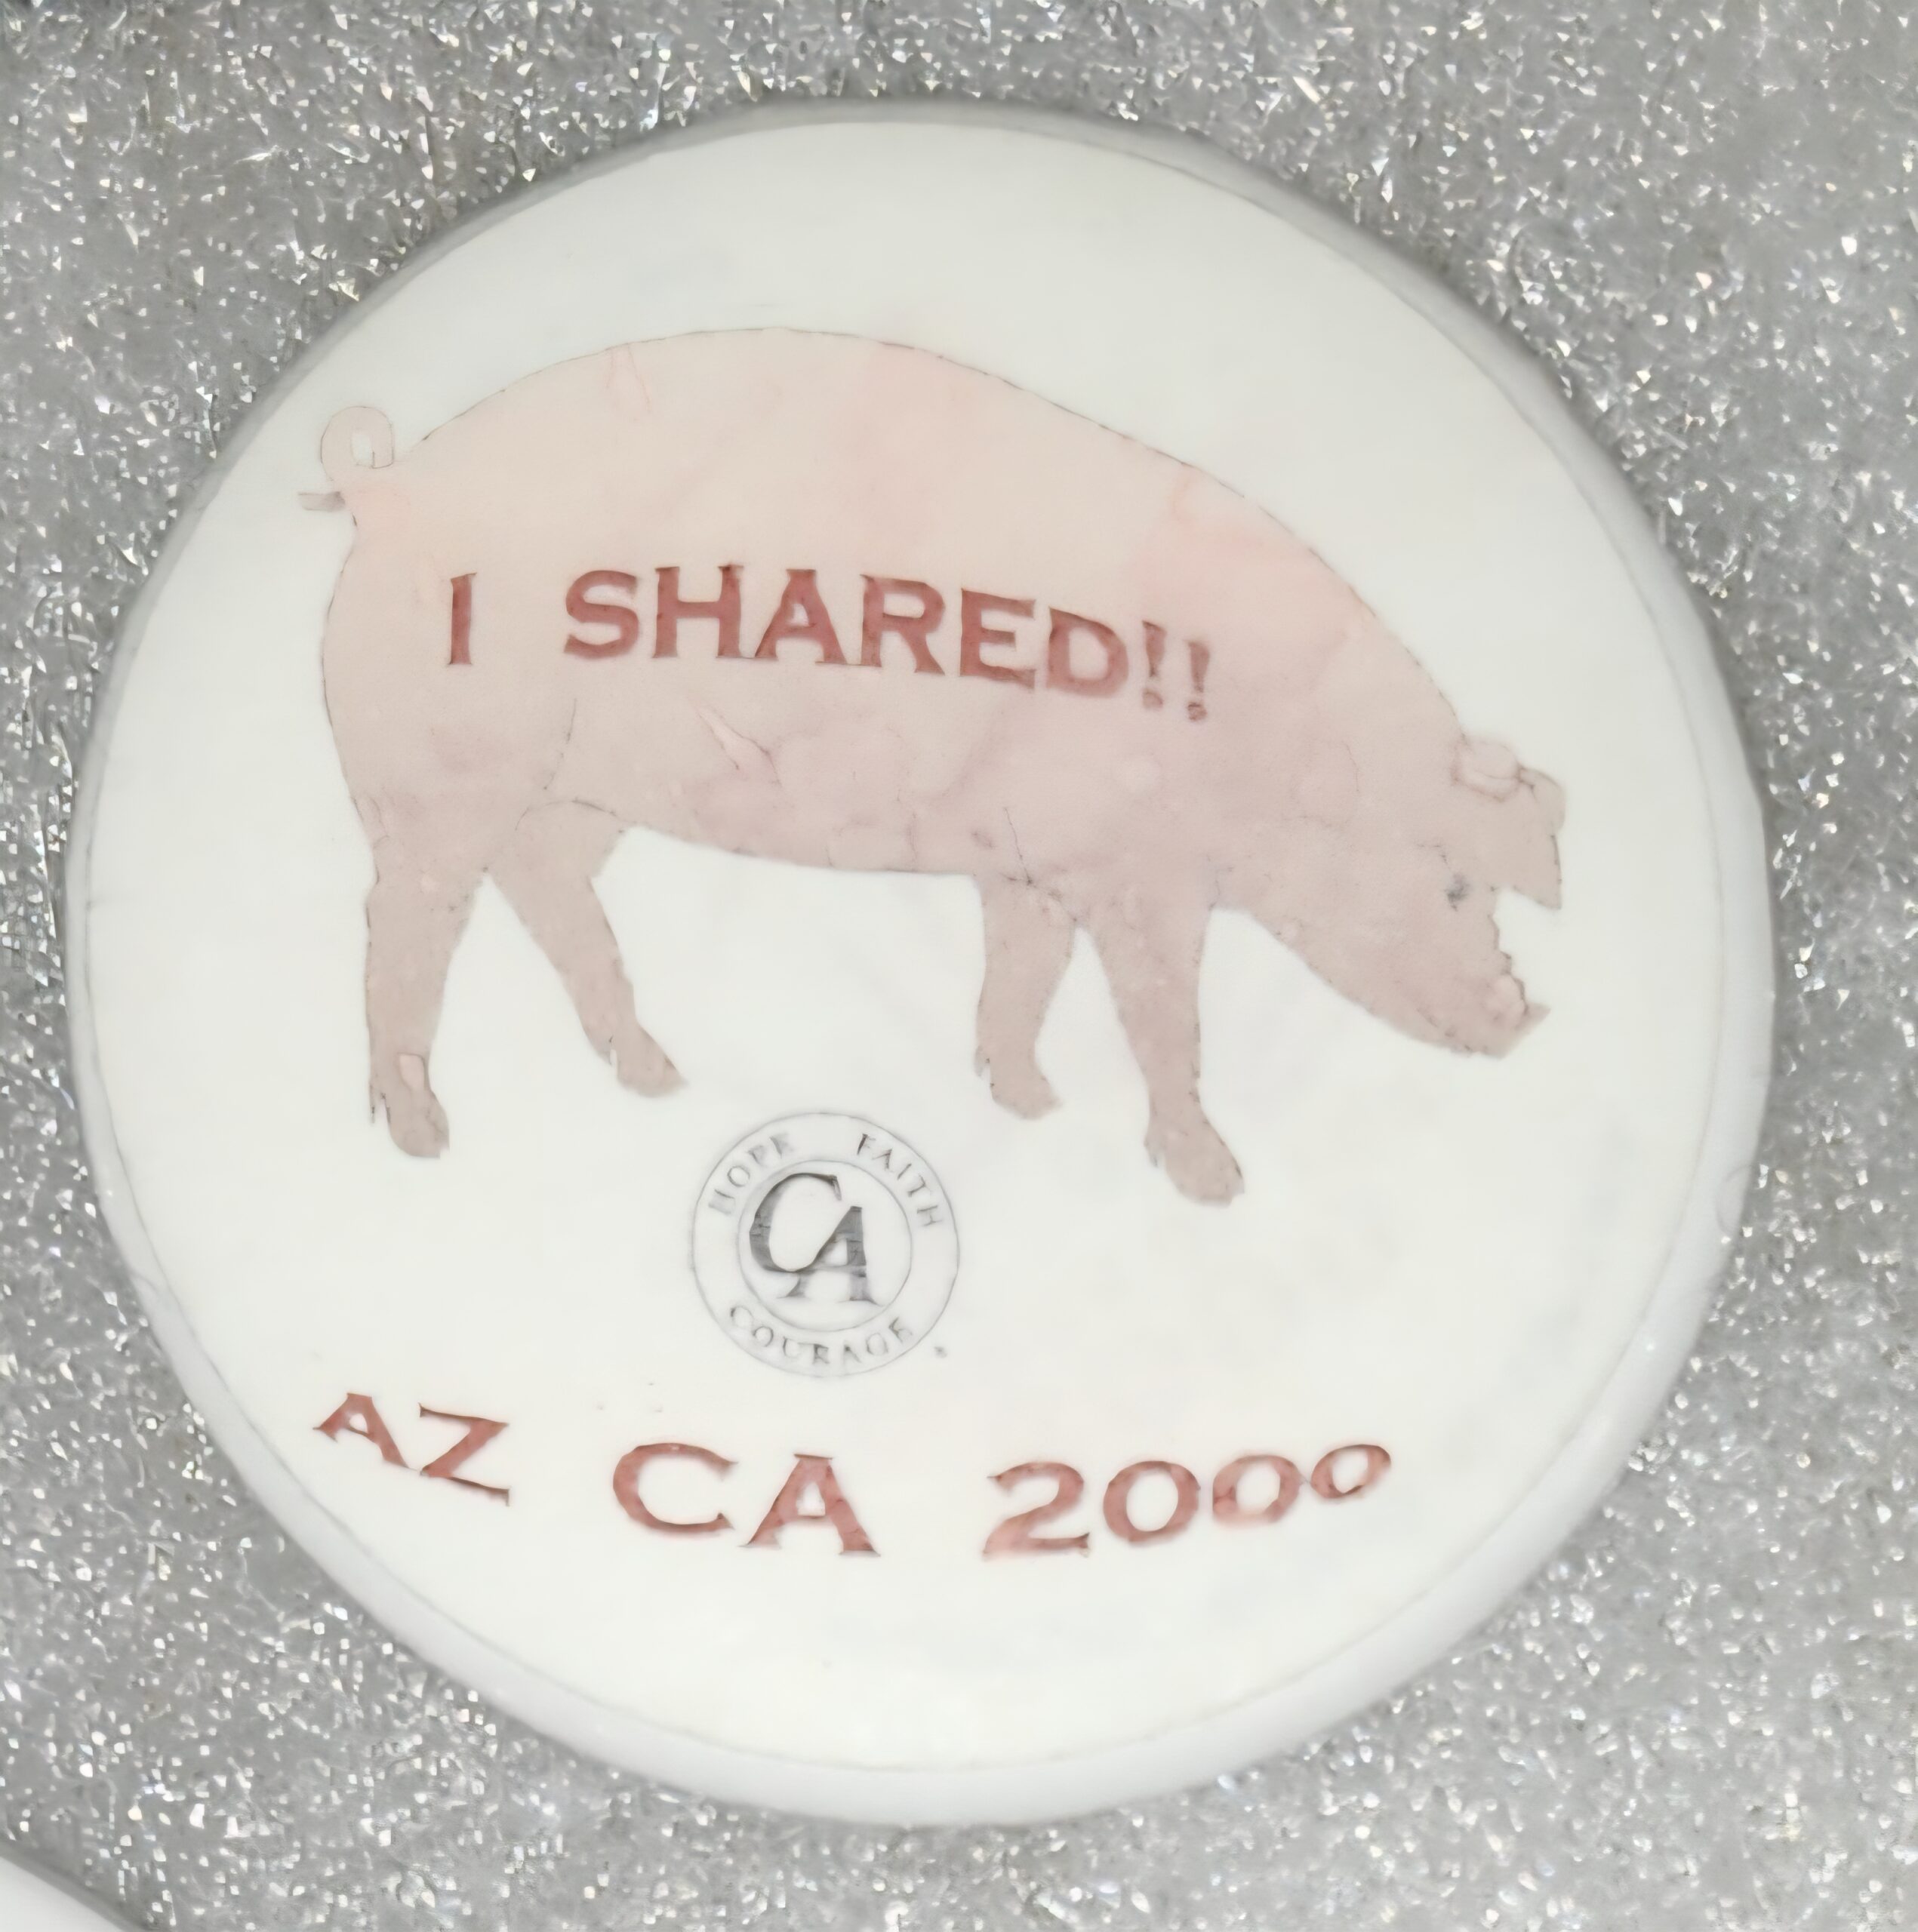 I SHARED!!
HOPE FAITH
CA
COURAGE
AZ CA 2000